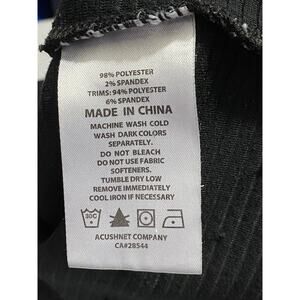 98% POLYESTER
2% SPANDEX
TRIMS: 94% POLYESTER
6% SPANDEX
MADE IN CHINA
MACHINE WASH COLD
WASH DARK COLORS
SEPARATELY.
DO NOT BLEACH
DO NOT USE FABRIC
SOFTENERS.
TUMBLE DRY LOW
REMOVE IMMEDIATELY
COOL IRON IF NECESSARY
30C
ACUSHNET COMPANY
CA#28544